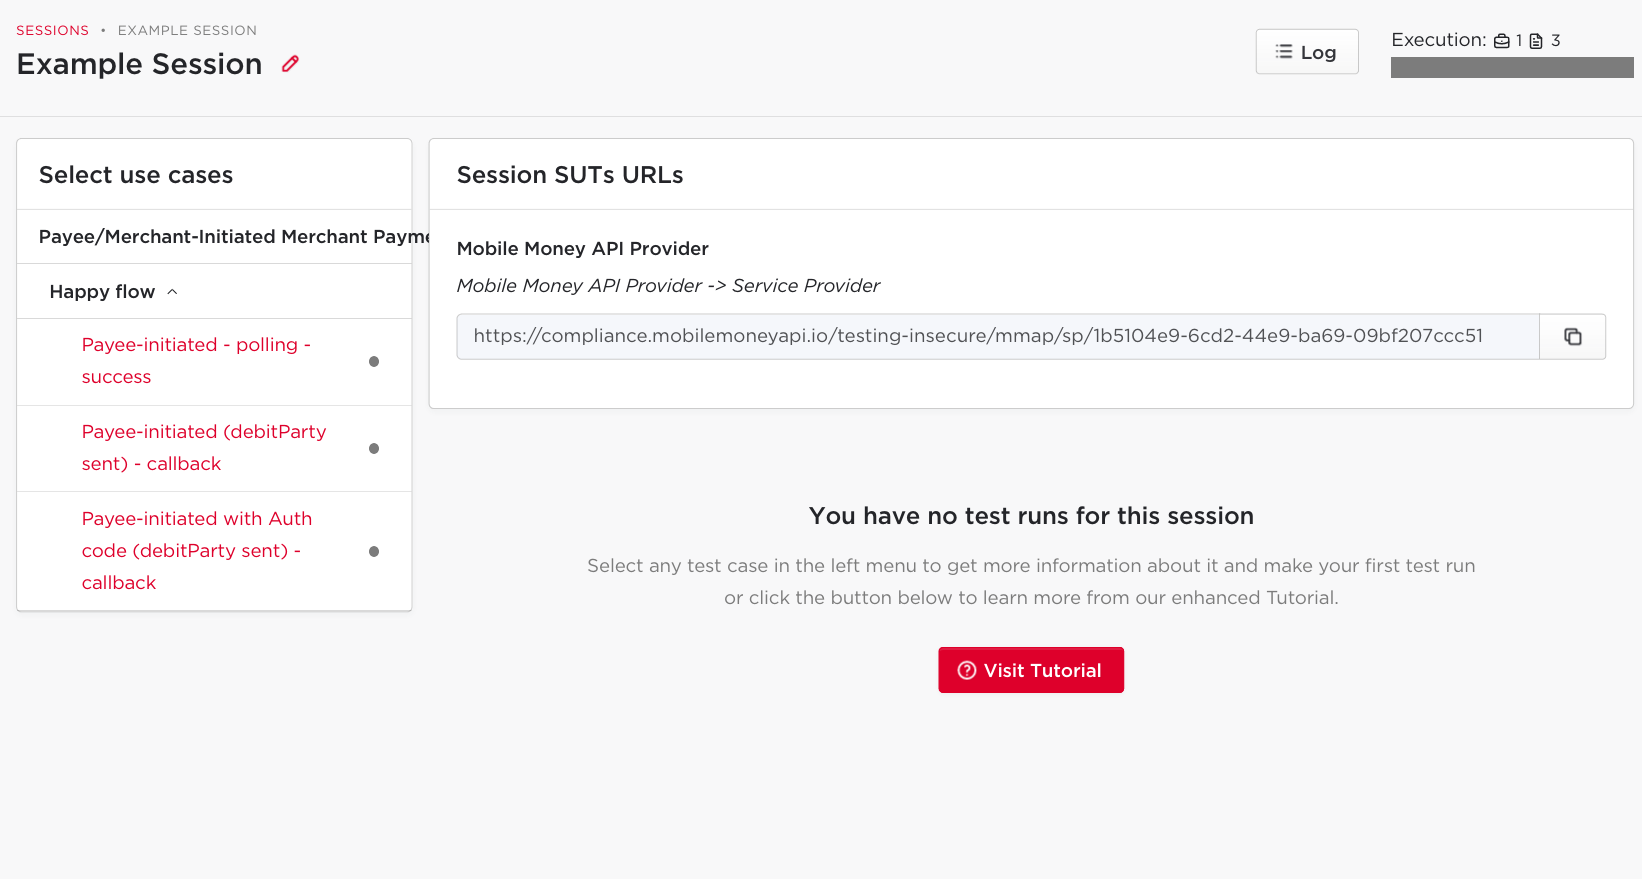 SESSIONS • EXAMPLE SESSION
Example Session
Log
Execution: 1 3
Select use cases
Payee/Merchant-Initiated Merchant Payme
Happy flow
Payee-initiated - polling -
success
Payee-initiated (debitParty
sent) - callback
Payee-initiated with Auth
code (debitParty sent) -
callback
Session SUTs URLs
Mobile Money API Provider
Mobile Money API Provider -> Service Provider
https://compliance.mobilemoneyapi.io/testing-insecure/mmap/sp/1b5104e9-6cd2-44e9-ba69-09bf207ccc51
You have no test runs for this session
Select any test case in the left menu to get more information about it and make your first test run
or click the button below to learn more from our enhanced Tutorial.
Visit Tutorial